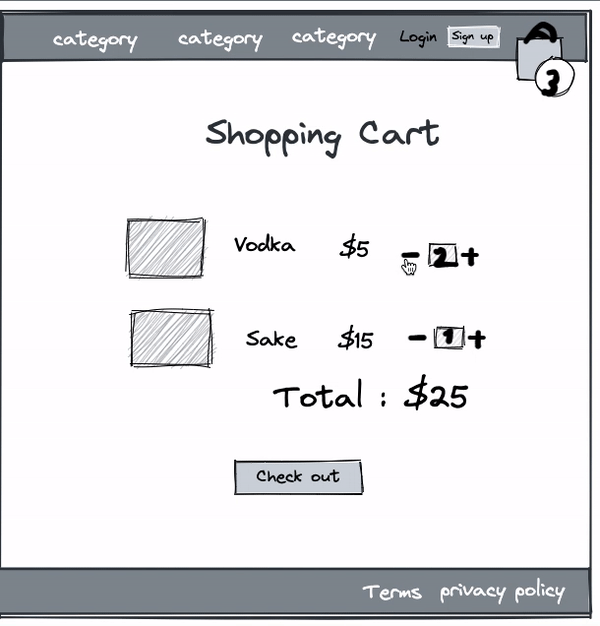 category category category Login Sign up
3
Shopping Cart
Vodka $5 - 2 +
Sake $15 - 1 +
Total : $25
Check out
Terms privacy policy